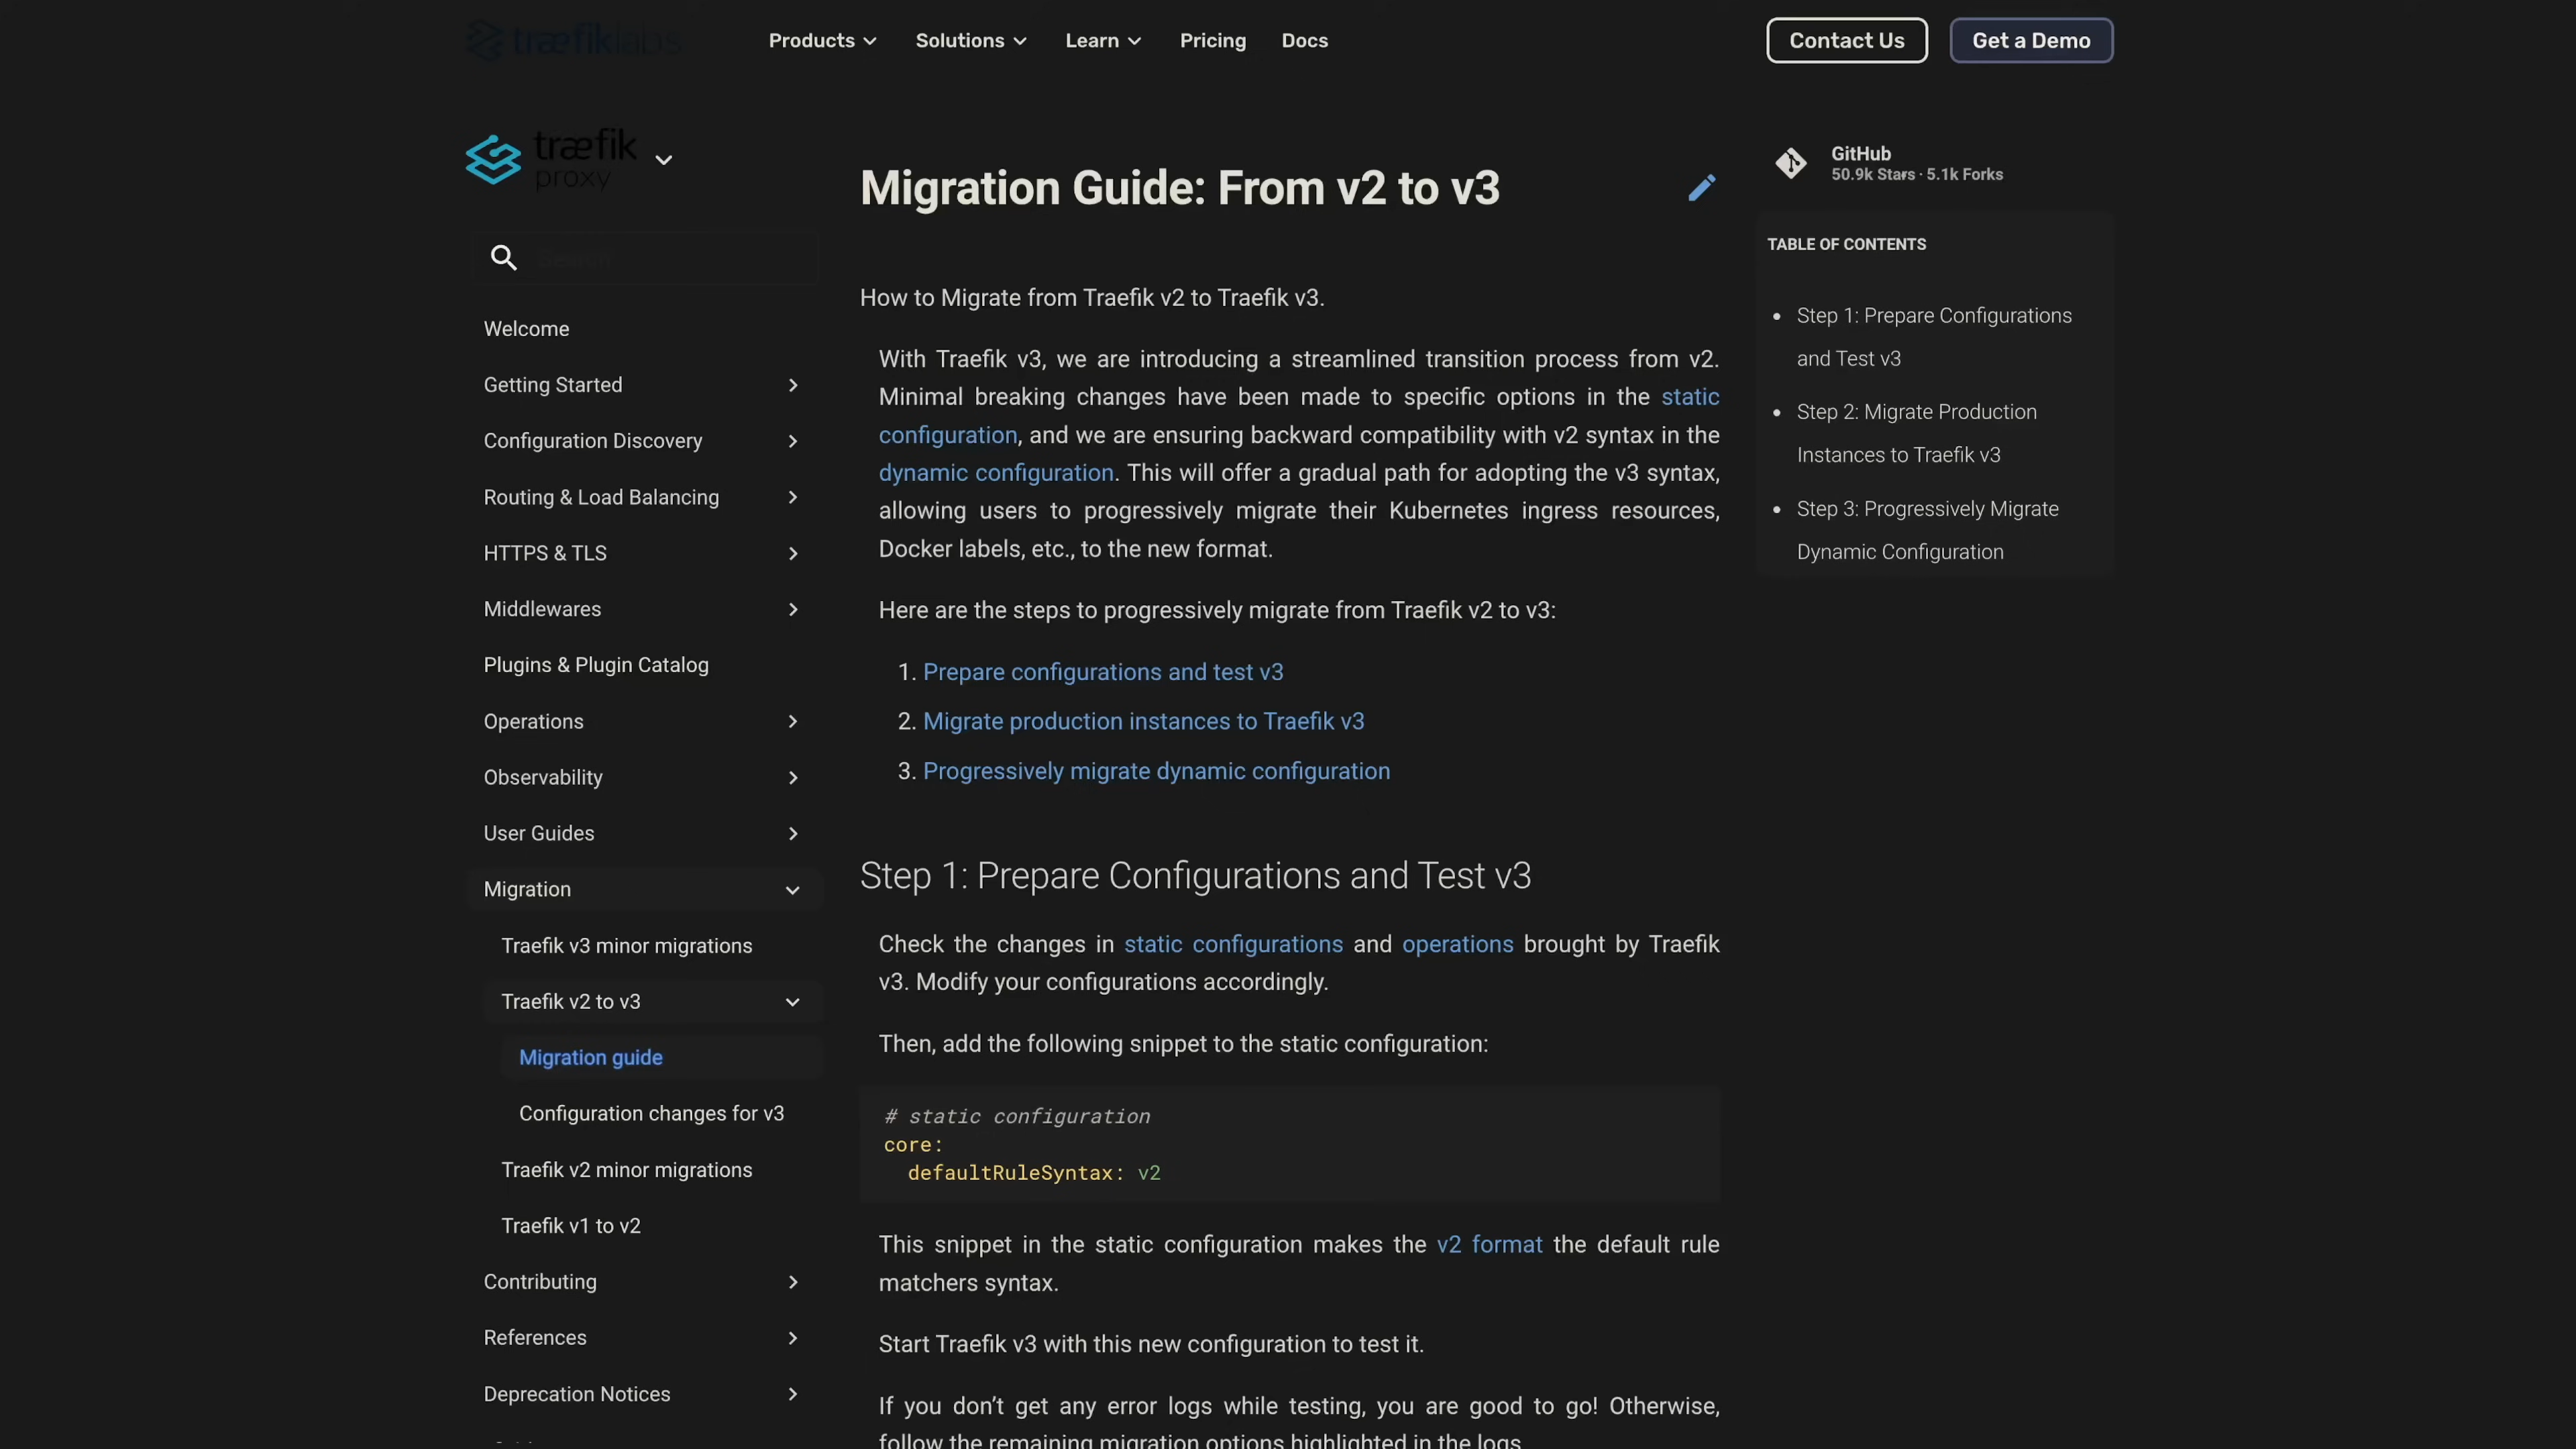 træfiklabs
Products
Solutions
Learn
Pricing
Docs
Contact Us
Get a Demo
træfik
proxy
Search
Welcome
Getting Started
Configuration Discovery
Routing & Load Balancing
HTTPS & TLS
Middlewares
Plugins & Plugin Catalog
Operations
Observability
User Guides
Migration
Traefik v3 minor migrations
Traefik v2 to v3
Migration guide
Configuration changes for v3
Traefik v2 minor migrations
Traefik v1 to v2
Contributing
References
Deprecation Notices
Migration Guide: From v2 to v3
How to Migrate from Traefik v2 to Traefik v3.
With Traefik v3, we are introducing a streamlined transition process from v2.
Minimal breaking changes have been made to specific options in the static
configuration, and we are ensuring backward compatibility with v2 syntax in the
dynamic configuration. This will offer a gradual path for adopting the v3 syntax,
allowing users to progressively migrate their Kubernetes ingress resources,
Docker labels, etc., to the new format.
Here are the steps to progressively migrate from Traefik v2 to v3:
1. Prepare configurations and test v3
2. Migrate production instances to Traefik v3
3. Progressively migrate dynamic configuration
Step 1: Prepare Configurations and Test v3
Check the changes in static configurations and operations brought by Traefik
v3. Modify your configurations accordingly.
Then, add the following snippet to the static configuration:
# static configuration
core:
  defaultRuleSyntax: v2
This snippet in the static configuration makes the v2 format the default rule
matchers syntax.
Start Traefik v3 with this new configuration to test it.
If you don’t get any error logs while testing, you are good to go! Otherwise,
follow the remaining migration options highlighted in the logs.
GitHub
50.9k Stars · 5.1k Forks
TABLE OF CONTENTS
Step 1: Prepare Configurations
and Test v3
Step 2: Migrate Production
Instances to Traefik v3
Step 3: Progressively Migrate
Dynamic Configuration